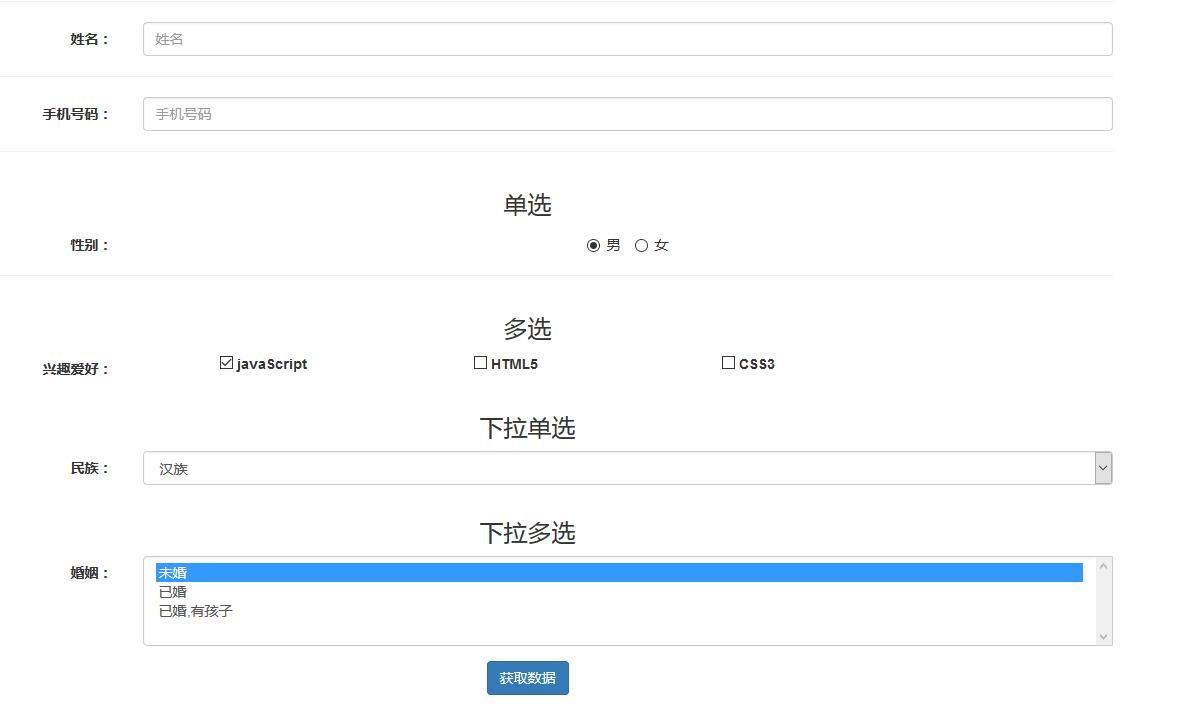 姓名： 姓名
手机号码： 手机号码
单选
性别： 男 女
多选
兴趣爱好： javaScript HTML5 CSS3
下拉单选
民族： 汉族
下拉多选
婚姻： 未婚
已婚
已婚,有孩子
获取数据